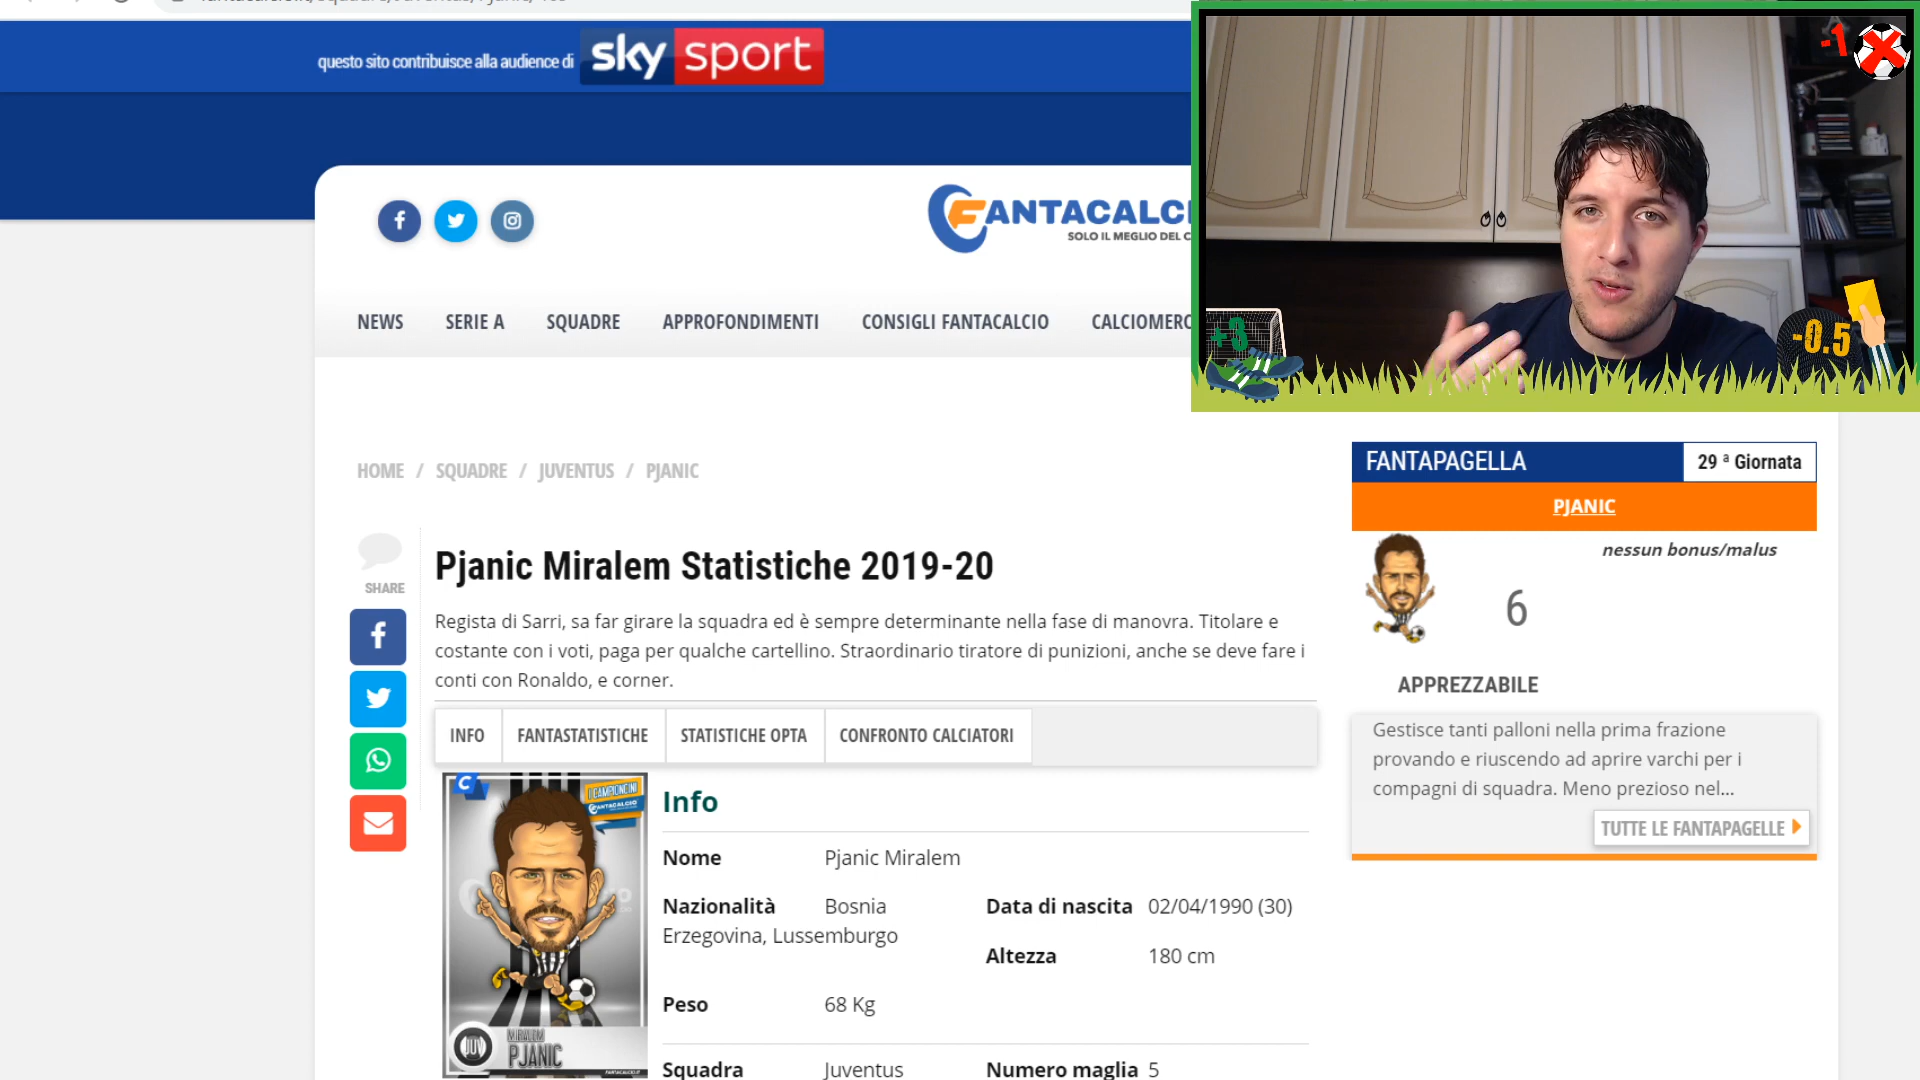 questo sito contribuisce alla audience di
sky sport
FANTACALCI
SOLO IL MEGLIO DEL C
NEWS SERIE A SQUADRE APPROFONDIMENTI CONSIGLI FANTACALCIO CALCIOMERC
-1
+3
-0.5
HOME / SQUADRE / JUVENTUS / PJANIC
SHARE
Pjanic Miralem Statistiche 2019-20
Regista di Sarri, sa far girare la squadra ed è sempre determinante nella fase di manovra. Titolare e
costante con i voti, paga per qualche cartellino. Straordinario tiratore di punizioni, anche se deve fare i
conti con Ronaldo, e corner.
INFO FANTASTATISTICHE STATISTICHE OPTA CONFRONTO CALCIATORI
I CAMPIONCINI
FANTACALCIO
JUV
MIRALEM
PJANIC
Info
Nome Pjanic Miralem
Nazionalità Bosnia
Erzegovina, Lussemburgo
Data di nascita 02/04/1990 (30)
Altezza 180 cm
Peso 68 Kg
Squadra Juventus
Numero maglia 5
FANTAPAGELLA 29 ª Giornata
PJANIC
nessun bonus/malus
6
APPREZZABILE
Gestisce tanti palloni nella prima frazione
provando e riuscendo ad aprire varchi per i
compagni di squadra. Meno prezioso nel...
TUTTE LE FANTAPAGELLE